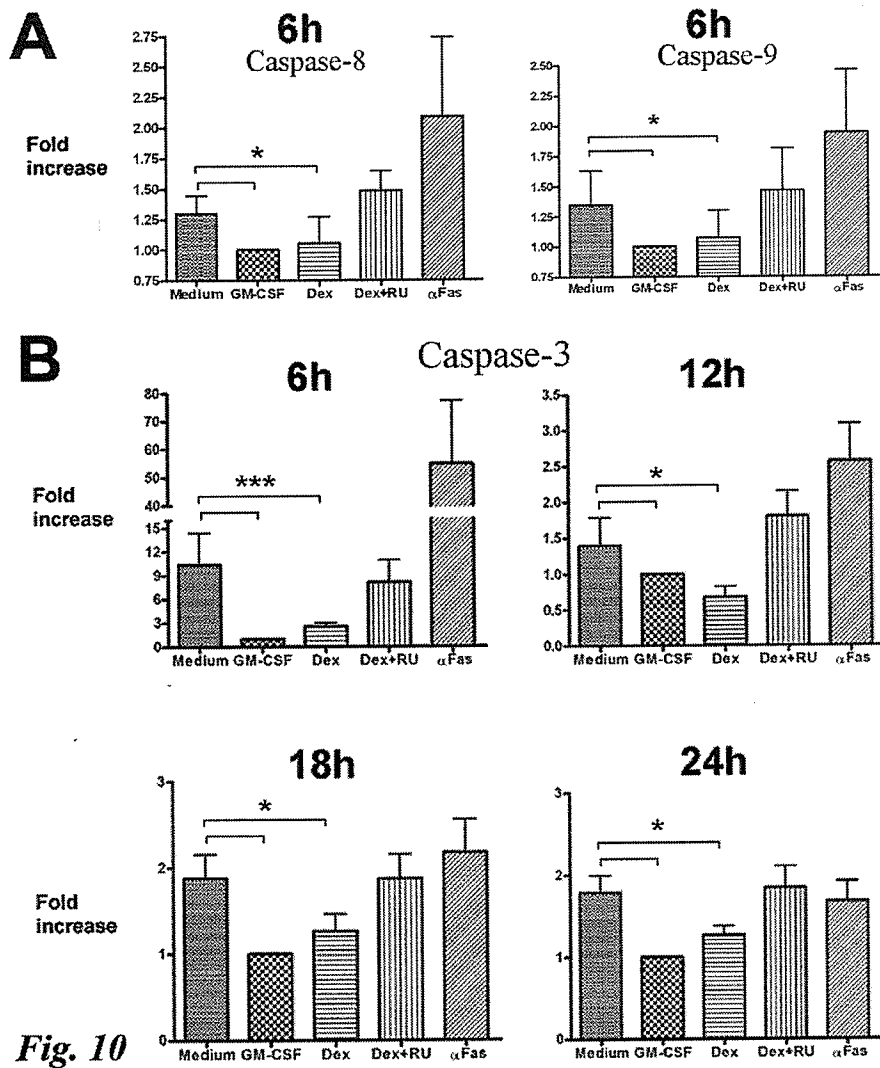 A
6h
Caspase-8
Fold
increase
2.75
2.50
2.25
2.00
1.75
1.50
1.25
1.00
0.75
*
Medium GM-CSF Dex Dex+RU αFas
6h
Caspase-9
2.50
2.25
2.00
1.75
1.50
1.25
1.00
0.75
*
Medium GM-CSF Dex Dex+RU αFas
B
Caspase-3
6h
Fold
increase
80
70
60
50
40
15
12
9
6
3
0
***
Medium GM-CSF Dex Dex+RU αFas
12h
3.5
3.0
2.5
2.0
1.5
1.0
0.5
0.0
*
Medium GM-CSF Dex Dex+RU αFas
18h
Fold
increase
3
2
1
0
*
Medium GM-CSF Dex Dex+RU αFas
24h
3
2
1
0
*
Medium GM-CSF Dex Dex+RU αFas
Fig. 10